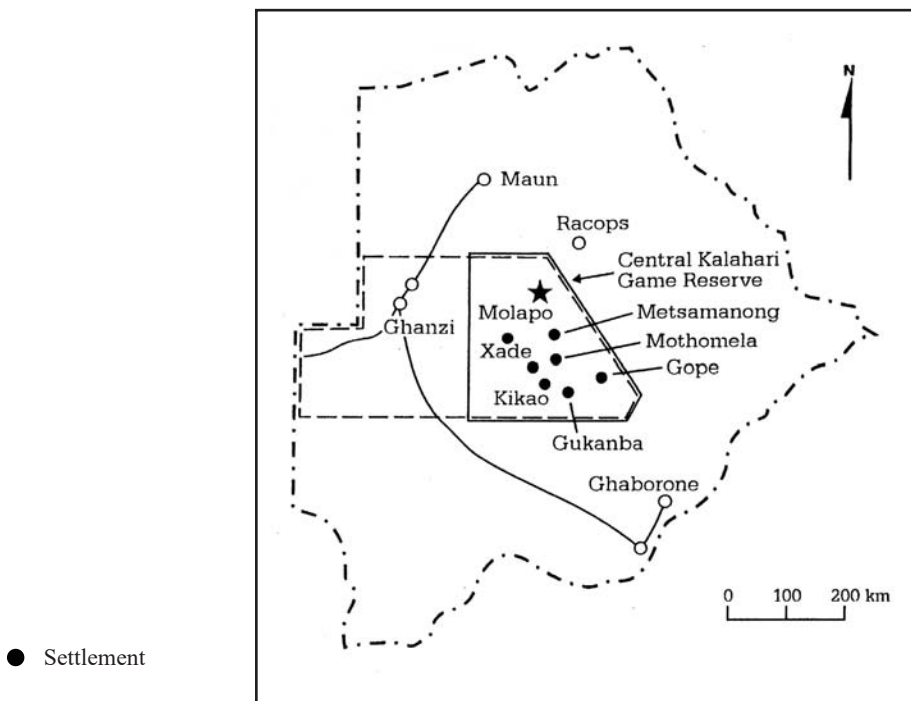 N
Maun
Racops
Central Kalahari
Game Reserve
Ghanzi
Molapo
Metsamanong
Mothomela
Xade
Gope
Kikao
Gukanba
Ghaborone
0 100 200 km
Settlement